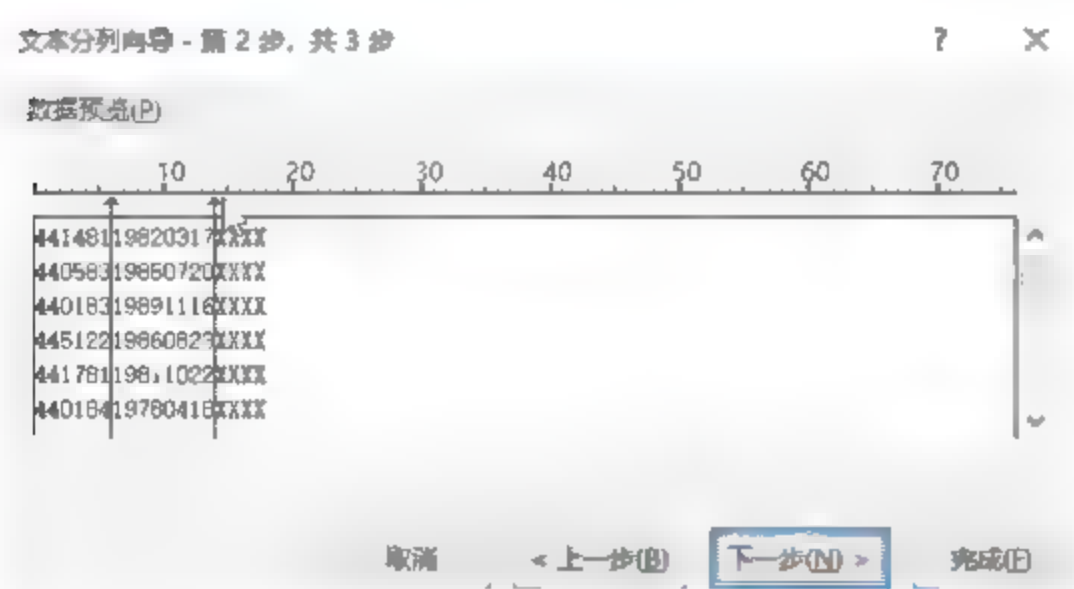 文本分列向导 - 第 2 步，共 3 步 ? ×
数据预览(P)
10 20 30 40 50 60 70
44148119820317XXXX
44058319850720XXXX
44018319891116XXXX
44512219860823XXXX
44018419780418XXXX
取消 < 上一步(B) 下一步(N) > 完成(F)